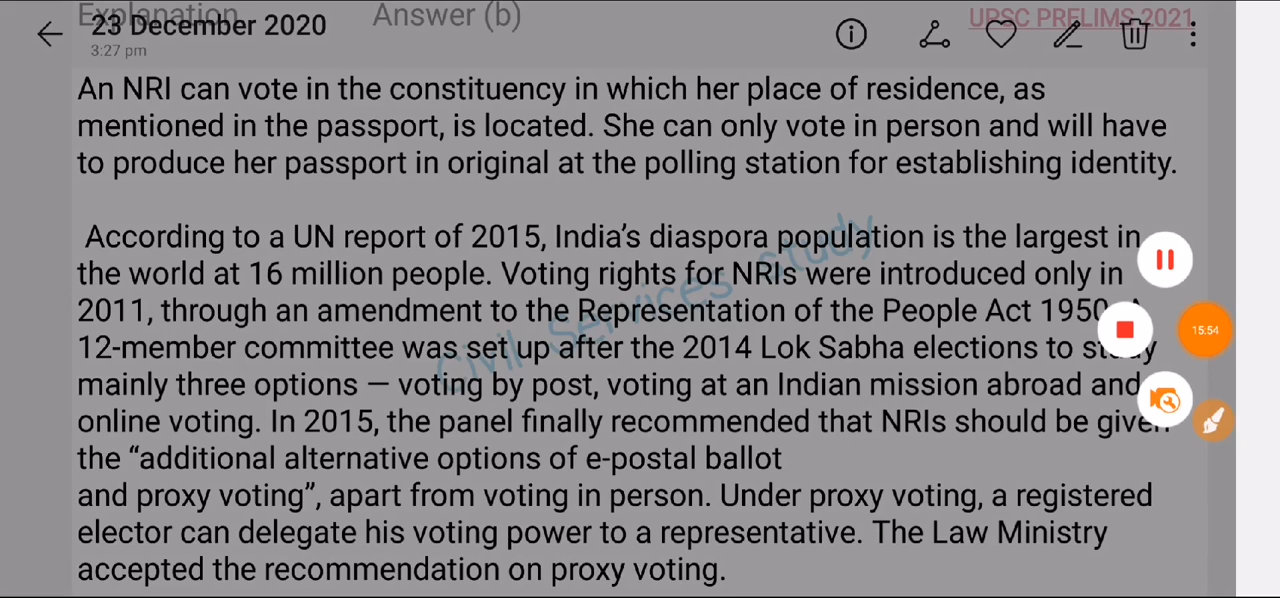 Explanation Answer (b) UPSC PRELIMS 2021
23 December 2020
3:27 pm
An NRI can vote in the constituency in which her place of residence, as
mentioned in the passport, is located. She can only vote in person and will have
to produce her passport in original at the polling station for establishing identity.
According to a UN report of 2015, India's diaspora population is the largest in
the world at 16 million people. Voting rights for NRIs were introduced only in
2011, through an amendment to the Representation of the People Act 1950. A
12-member committee was set up after the 2014 Lok Sabha elections to study
mainly three options — voting by post, voting at an Indian mission abroad and
online voting. In 2015, the panel finally recommended that NRIs should be given
the “additional alternative options of e-postal ballot
and proxy voting”, apart from voting in person. Under proxy voting, a registered
elector can delegate his voting power to a representative. The Law Ministry
accepted the recommendation on proxy voting.
Civil Services Study
15:54